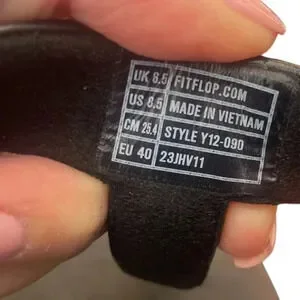 UK 6.5 FITFLOP.COM
US 8.5 MADE IN VIETNAM
CM 25.4 STYLE Y12-090
EU 40 23JHV11